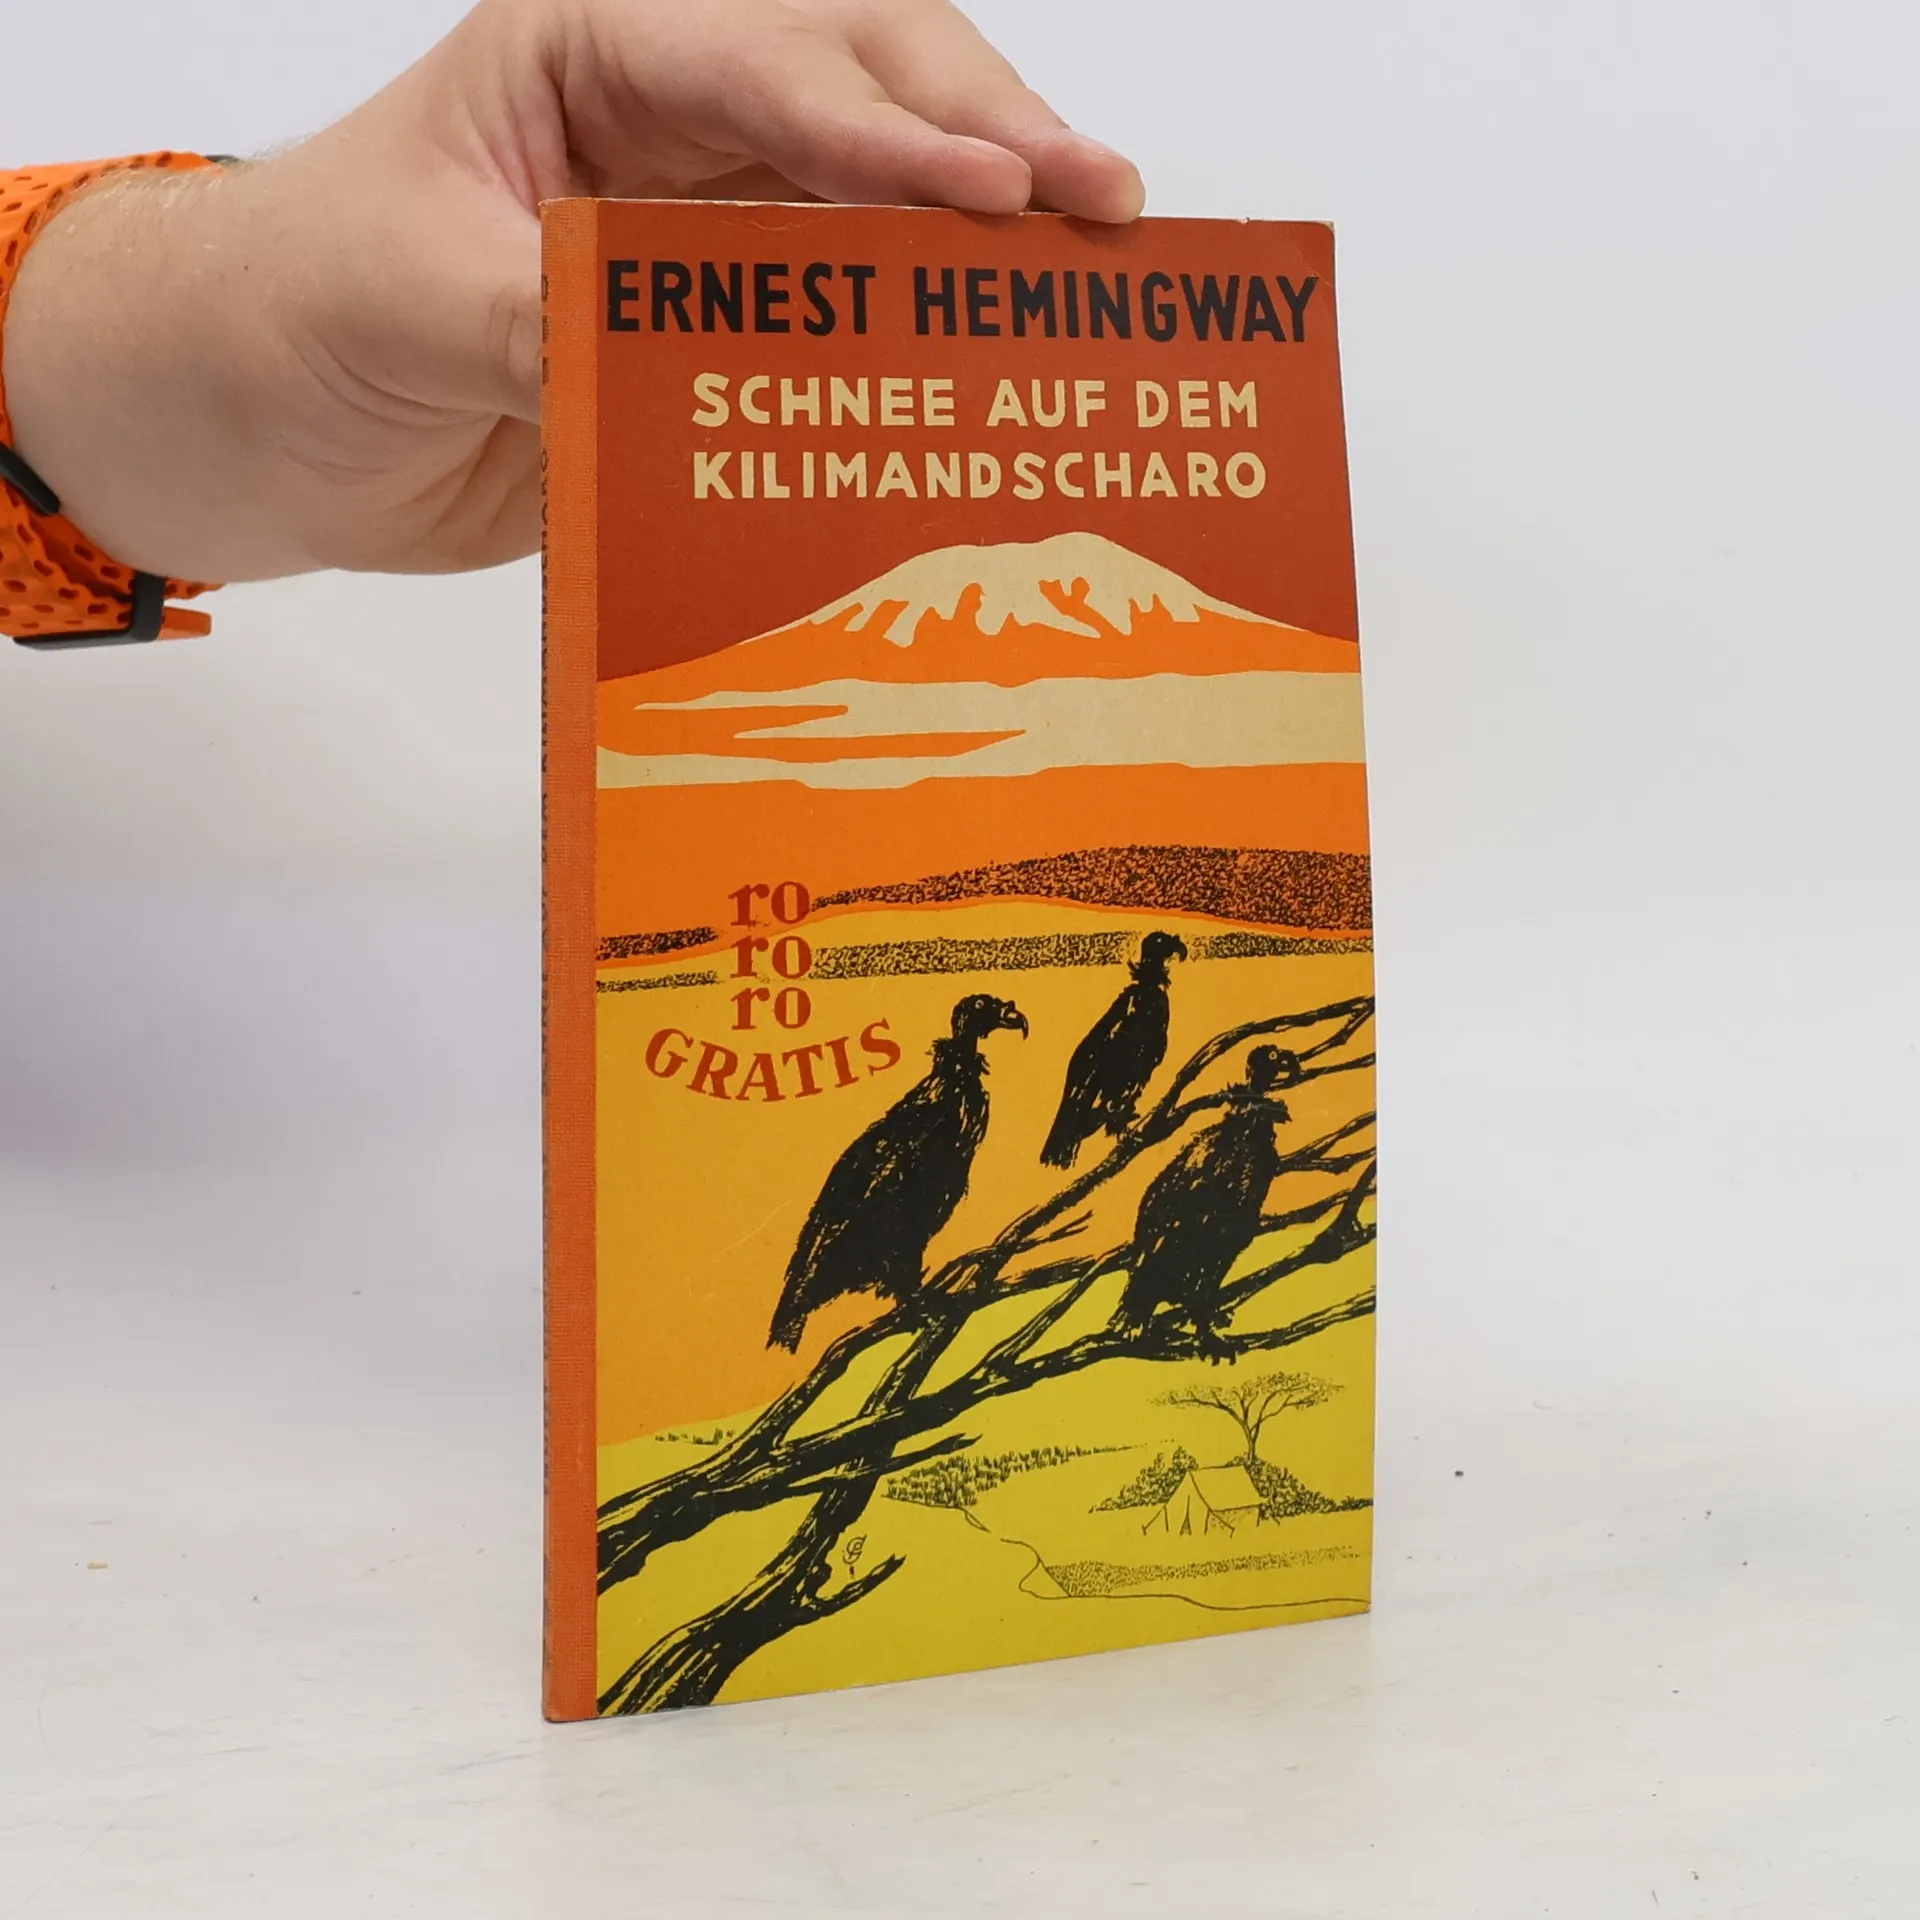 ERNEST HEMINGWAY
SCHNEE AUF DEM
KILIMANDSCHARO
ro
ro
ro
GRATIS